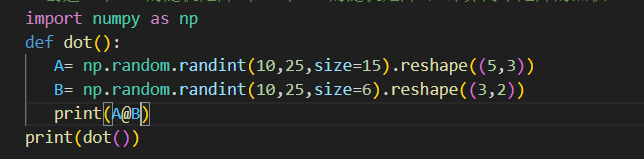 import numpy as np
def dot():
A= np.random.randint(10,25,size=15).reshape((5,3))
B= np.random.randint(10,25,size=6).reshape((3,2))
print(A@B)
print(dot())